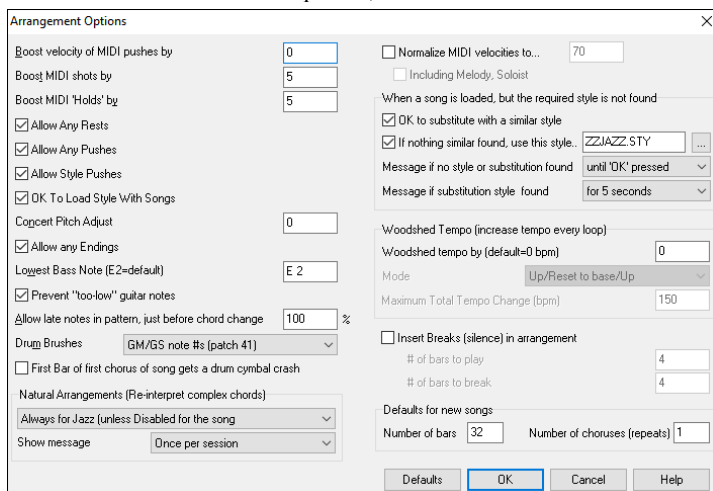 Arrangement Options
Boost velocity of MIDI pushes by 0
Boost MIDI shots by 5
Boost MIDI 'Holds' by 5
Allow Any Rests
Allow Any Pushes
Allow Style Pushes
OK To Load Style With Songs
Concert Pitch Adjust 0
Allow any Endings
Lowest Bass Note (E2=default) E 2
Prevent "too-low" guitar notes
Allow late notes in pattern, just before chord change 100 %
Drum Brushes GM/GS note #s (patch 41)
First Bar of first chorus of song gets a drum cymbal crash
Natural Arrangements (Re-interpret complex chords)
Always for Jazz (unless Disabled for the song
Show message Once per session
Normalize MIDI velocities to... 70
Including Melody, Soloist
When a song is loaded, but the required style is not found
OK to substitute with a similar style
If nothing similar found, use this style.. ZZJAZZ.STY ...
Message if no style or substitution found until 'OK' pressed
Message if substitution style found for 5 seconds
Woodshed Tempo (increase tempo every loop)
Woodshed tempo by (default=0 bpm) 0
Mode Up/Reset to base/Up
Maximum Total Tempo Change (bpm) 150
Insert Breaks (silence) in arrangement
# of bars to play 4
# of bars to break 4
Defaults for new songs
Number of bars 32 Number of choruses (repeats) 1
Defaults OK Cancel Help